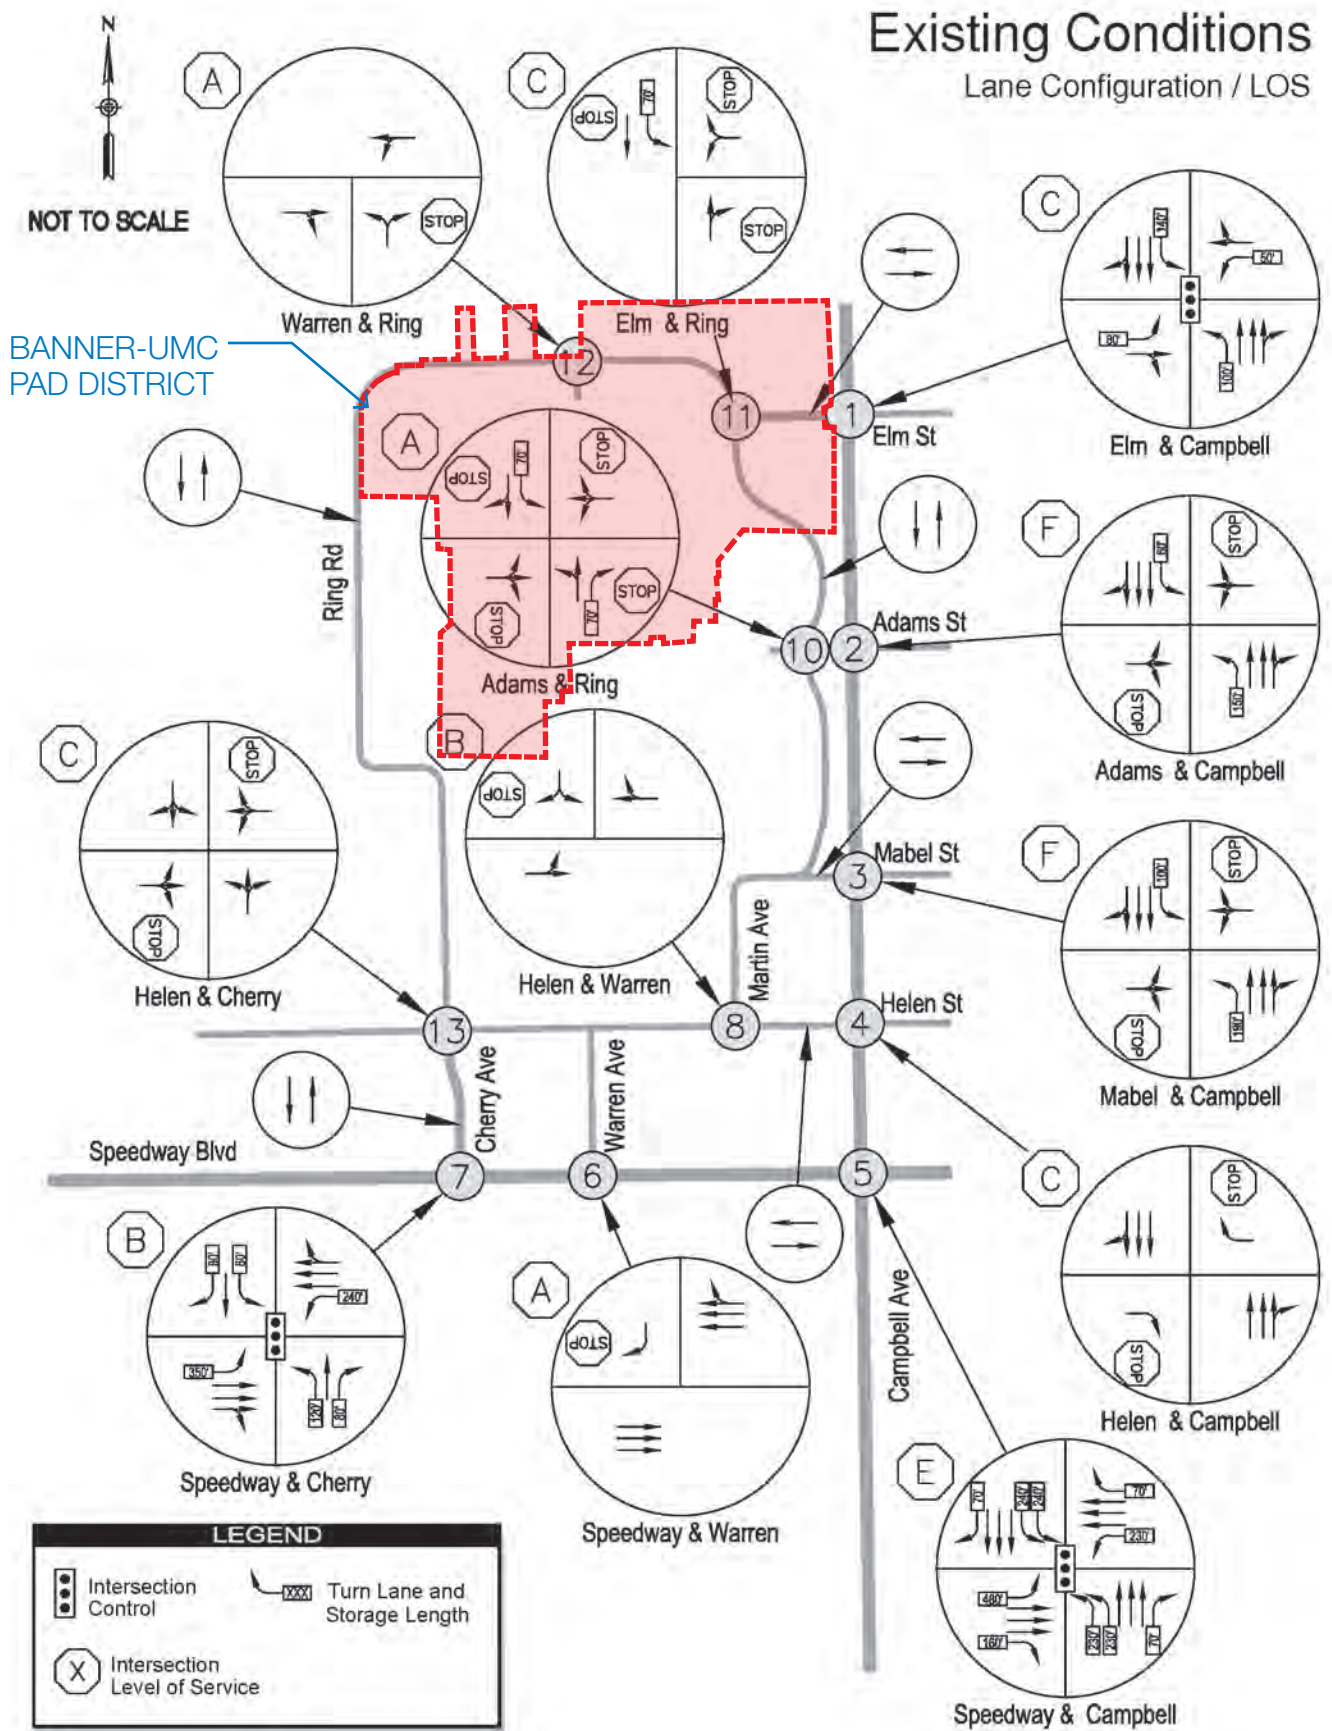 Existing Conditions
Lane Configuration / LOS
N
NOT TO SCALE
A
STOP
Warren & Ring
C
STOP
70'
STOP
STOP
Elm & Ring
C
140'
50'
80'
100'
Elm & Campbell
BANNER-UMC
PAD DISTRICT
12
11
1
Elm St
A
STOP
70'
STOP
STOP
70'
STOP
Adams & Ring
Ring Rd
F
60'
STOP
STOP
150'
Adams & Campbell
10
2
Adams St
B
STOP
Helen & Warren
C
STOP
STOP
Helen & Cherry
F
100'
STOP
STOP
190'
Mabel & Campbell
3
Mabel St
Martin Ave
13
8
4
Helen St
Cherry Ave
Warren Ave
Speedway Blvd
7
6
5
Campbell Ave
C
STOP
STOP
Helen & Campbell
B
80'
80'
240'
350'
120'
80'
Speedway & Cherry
A
STOP
Speedway & Warren
E
70'
240'
240'
70'
230'
480'
160'
230'
230'
70'
Speedway & Campbell
LEGEND
Intersection
Control
XXX
Turn Lane and
Storage Length
X
Intersection
Level of Service